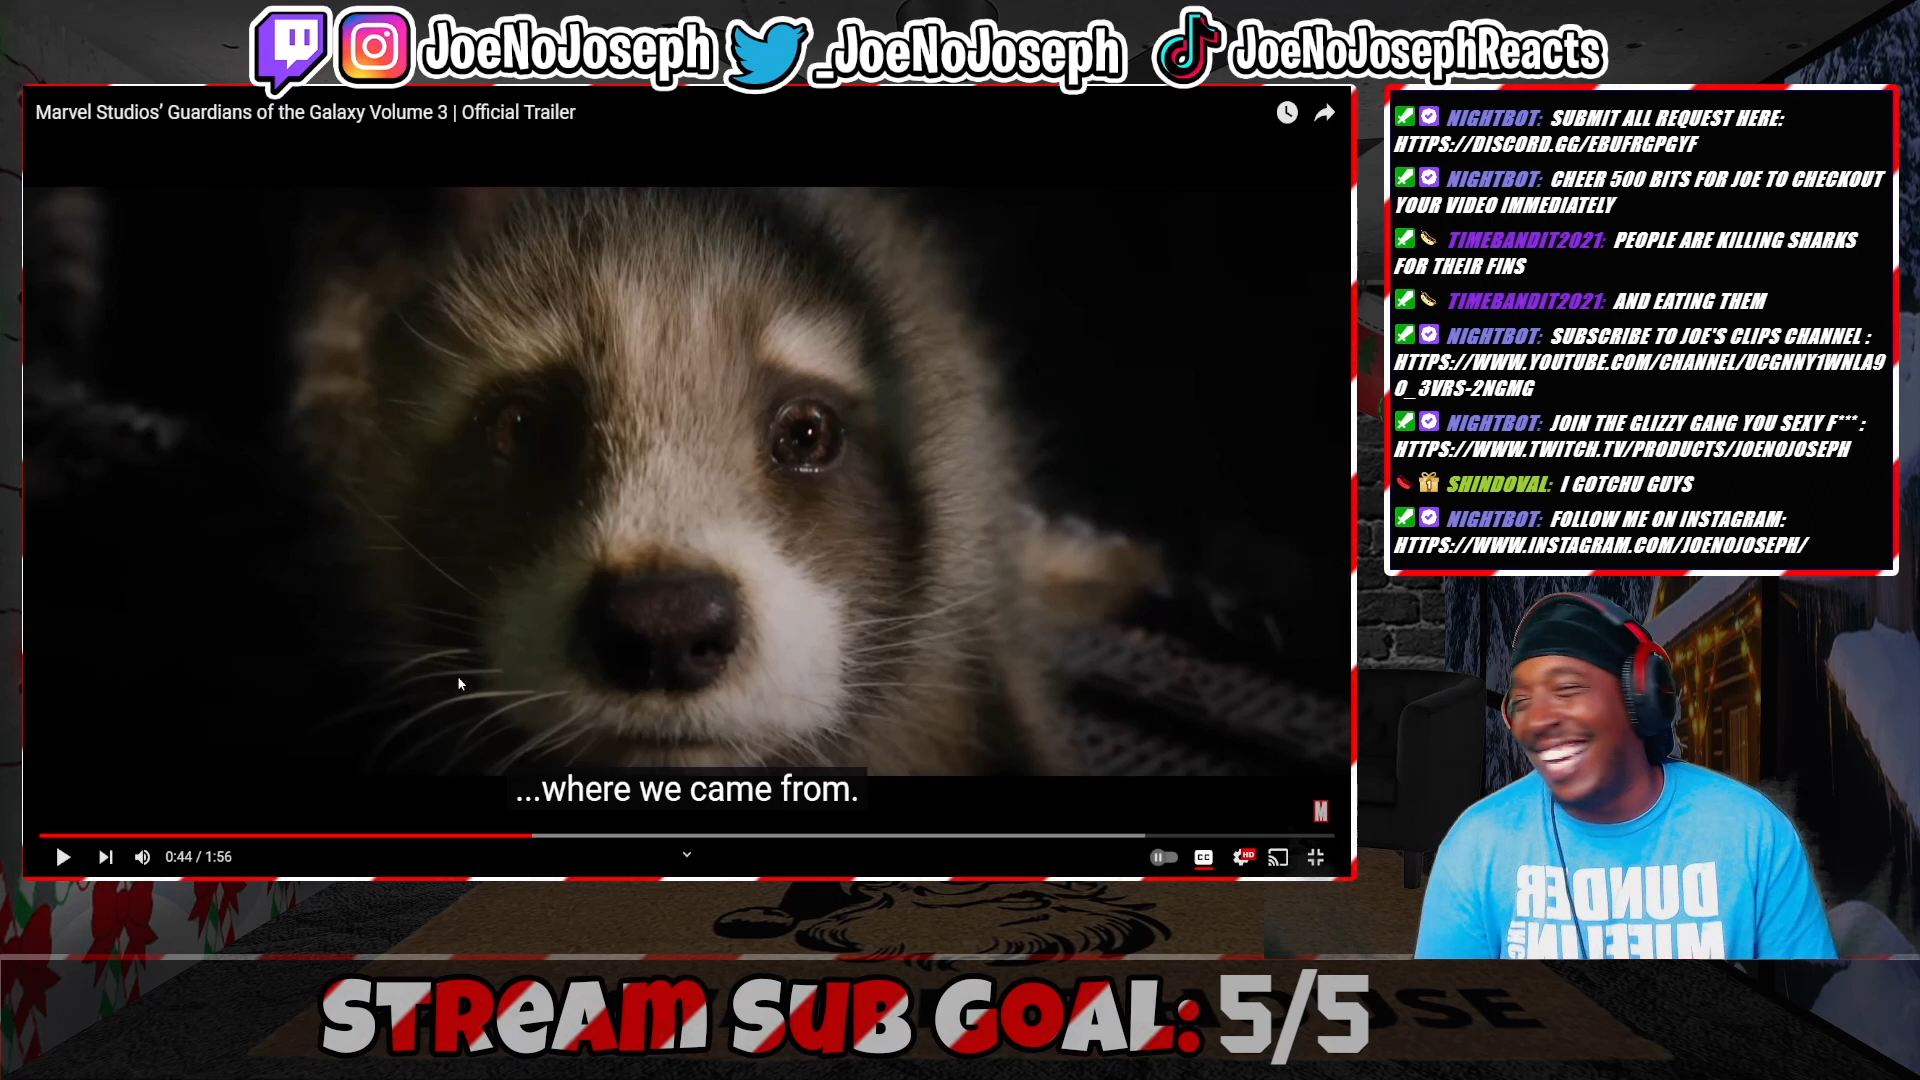 JoeNoJoseph
_JoeNoJoseph
JoeNoJosephReacts
Marvel Studios’ Guardians of the Galaxy Volume 3 | Official Trailer
...where we came from.
M
0:44 / 1:56
CC
HD
NIGHTBOT: SUBMIT ALL REQUEST HERE:
HTTPS://DISCORD.GG/EBUFRGPGYF
NIGHTBOT: CHEER 500 BITS FOR JOE TO CHECKOUT
YOUR VIDEO IMMEDIATELY
TIMEBANDIT2021: PEOPLE ARE KILLING SHARKS
FOR THEIR FINS
TIMEBANDIT2021: AND EATING THEM
NIGHTBOT: SUBSCRIBE TO JOE'S CLIPS CHANNEL :
HTTPS://WWW.YOUTUBE.COM/CHANNEL/UCGNNY1WNLA9
O_3VRS-2NGMG
NIGHTBOT: JOIN THE GLIZZY GANG YOU SEXY F*** :
HTTPS://WWW.TWITCH.TV/PRODUCTS/JOENOJOSEPH
SHINDOVAL: I GOTCHU GUYS
NIGHTBOT: FOLLOW ME ON INSTAGRAM:
HTTPS://WWW.INSTAGRAM.COM/JOENOJOSEPH/
DUNDER
MIFFLIN
STREAM SUB GOAL: 5/5